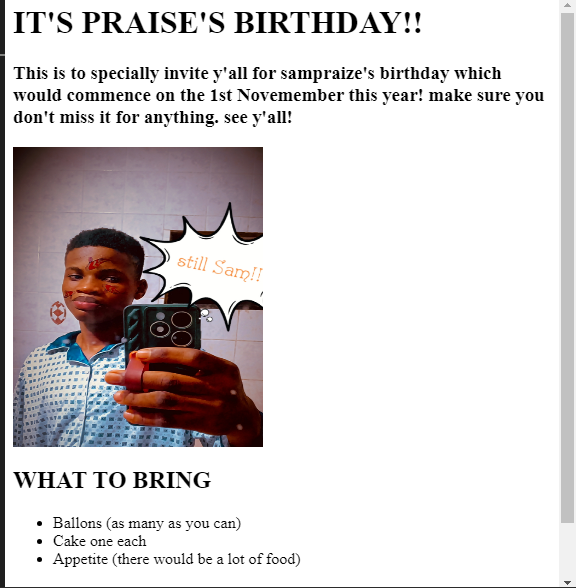 IT'S PRAISE'S BIRTHDAY!!
This is to specially invite y'all for sampraize's birthday which
would commence on the 1st Novemember this year! make sure you
don't miss it for anything. see y'all!
still Sam!!
WHAT TO BRING
Ballons (as many as you can)
Cake one each
Appetite (there would be a lot of food)